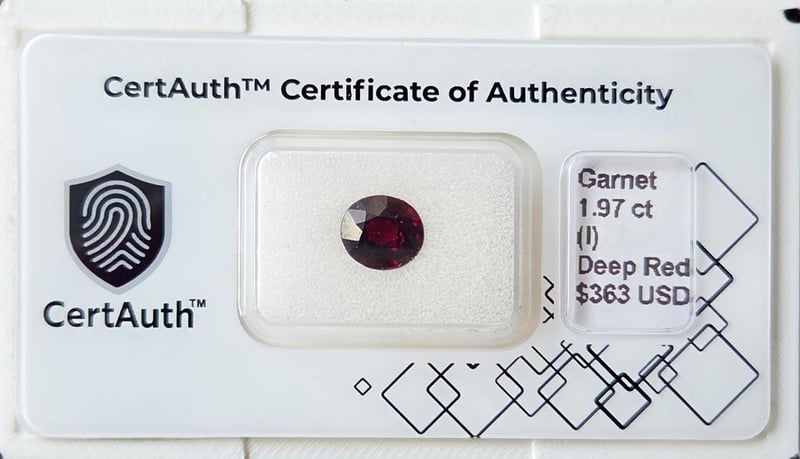 CertAuth™ Certificate of Authenticity
CertAuth™
Garnet
1.97 ct
(I)
Deep Red
$363 USD